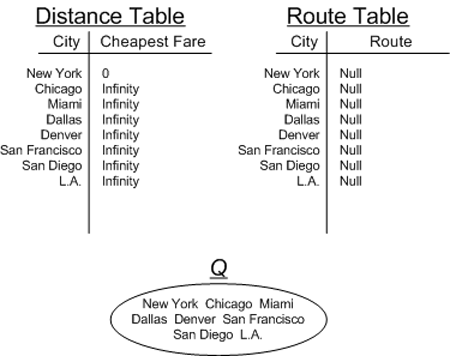 Distance Table
City Cheapest Fare
New York 0
Chicago Infinity
Miami Infinity
Dallas Infinity
Denver Infinity
San Francisco Infinity
San Diego Infinity
L.A. Infinity
Route Table
City Route
New York Null
Chicago Null
Miami Null
Dallas Null
Denver Null
San Francisco Null
San Diego Null
L.A. Null
Q
New York Chicago Miami
Dallas Denver San Francisco
San Diego L.A.